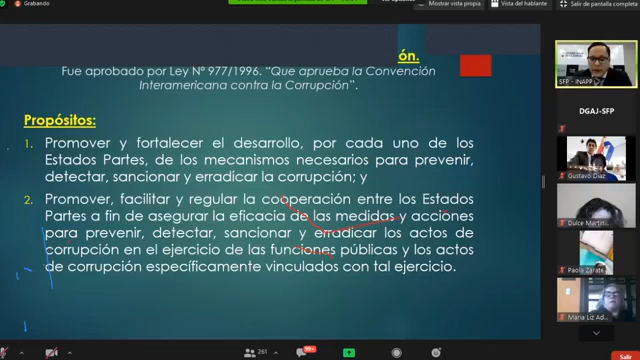 Grabando
Mostrar vista propia
Vista del hablante
Salir de pantalla completa
ón.
Fue aprobado por Ley Nº 977/1996. “Que aprueba la Convención
Interamericana contra la Corrupción”.
Propósitos:
1. Promover y fortalecer el desarrollo, por cada uno de los
Estados Partes, de los mecanismos necesarios para prevenir,
detectar, sancionar y erradicar la corrupción; y
2. Promover, facilitar y regular la cooperación entre los Estados
Partes a fin de asegurar la eficacia de las medidas y acciones
para prevenir, detectar, sancionar y erradicar los actos de
corrupción en el ejercicio de las funciones públicas y los actos
de corrupción específicamente vinculados con tal ejercicio.
SFP - INAPP
DGAJ-SFP
Gustavo Diaz
Dulce Martin
Paola Zarate
Maria Liz Ad...
261
99+
Salir